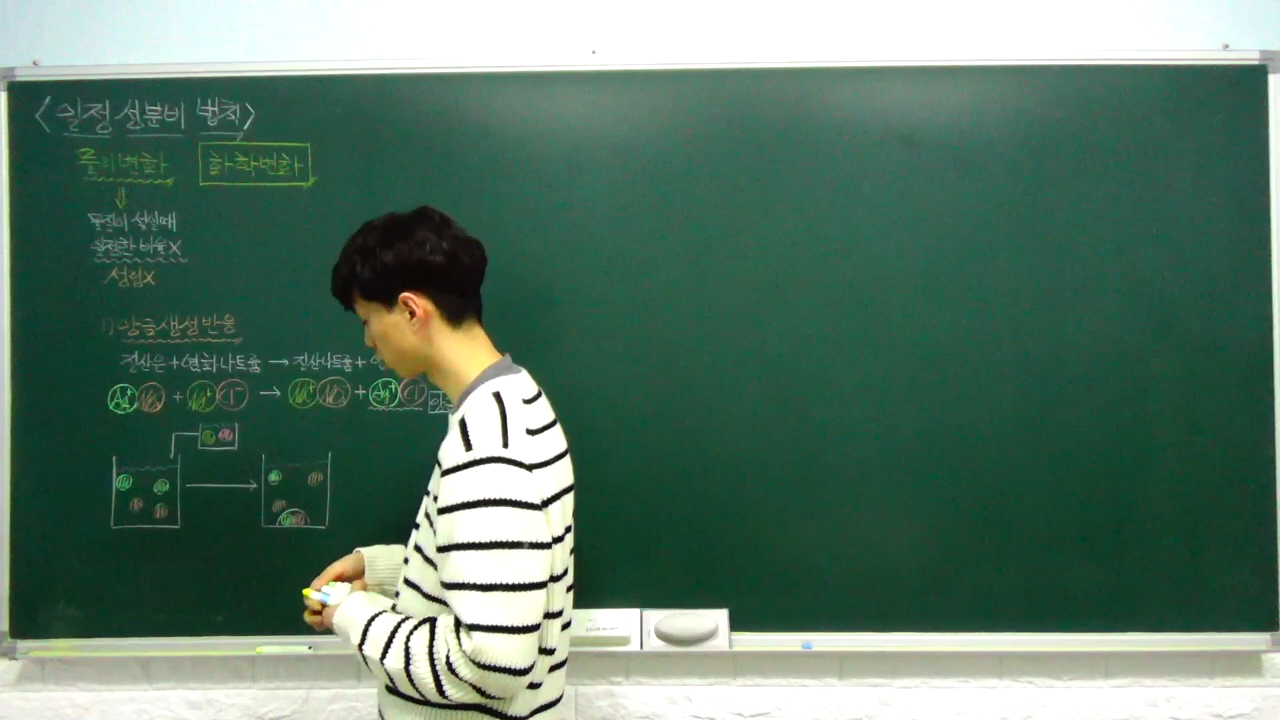 <일정 성분비 법칙>
물리변화 화학변화
⇓
물질이 섞일때
일정한 비율X
성립X
1) 앙금생성반응
질산은 + 염화나트륨 → 질산나트륨 +
Ag⁺ + Na⁺ Cl⁻ → Na⁺ + Ag⁺ Cl⁻